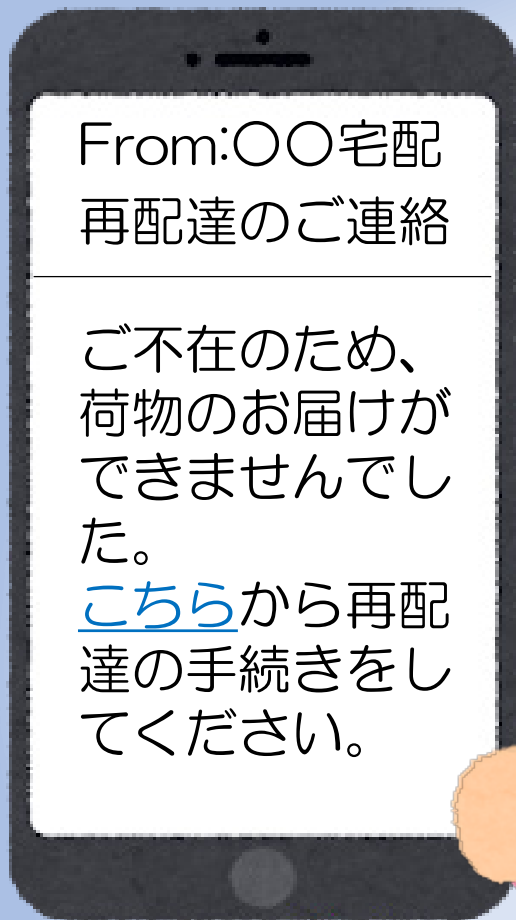 From:〇〇宅配
再配達のご連絡
ご不在のため、
荷物のお届けが
できませんでし
た。
こちらから再配
達の手続きをし
てください。